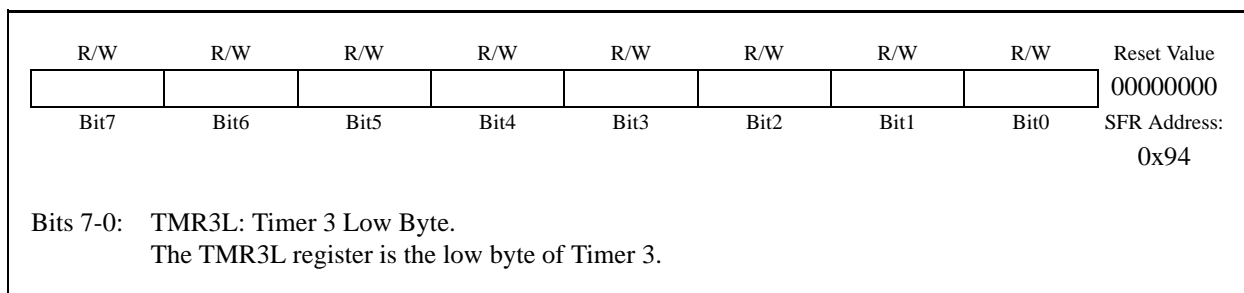 R/W R/W R/W R/W R/W R/W R/W R/W Reset Value
00000000
Bit7 Bit6 Bit5 Bit4 Bit3 Bit2 Bit1 Bit0 SFR Address:
0x94
Bits 7-0: TMR3L: Timer 3 Low Byte.
The TMR3L register is the low byte of Timer 3.